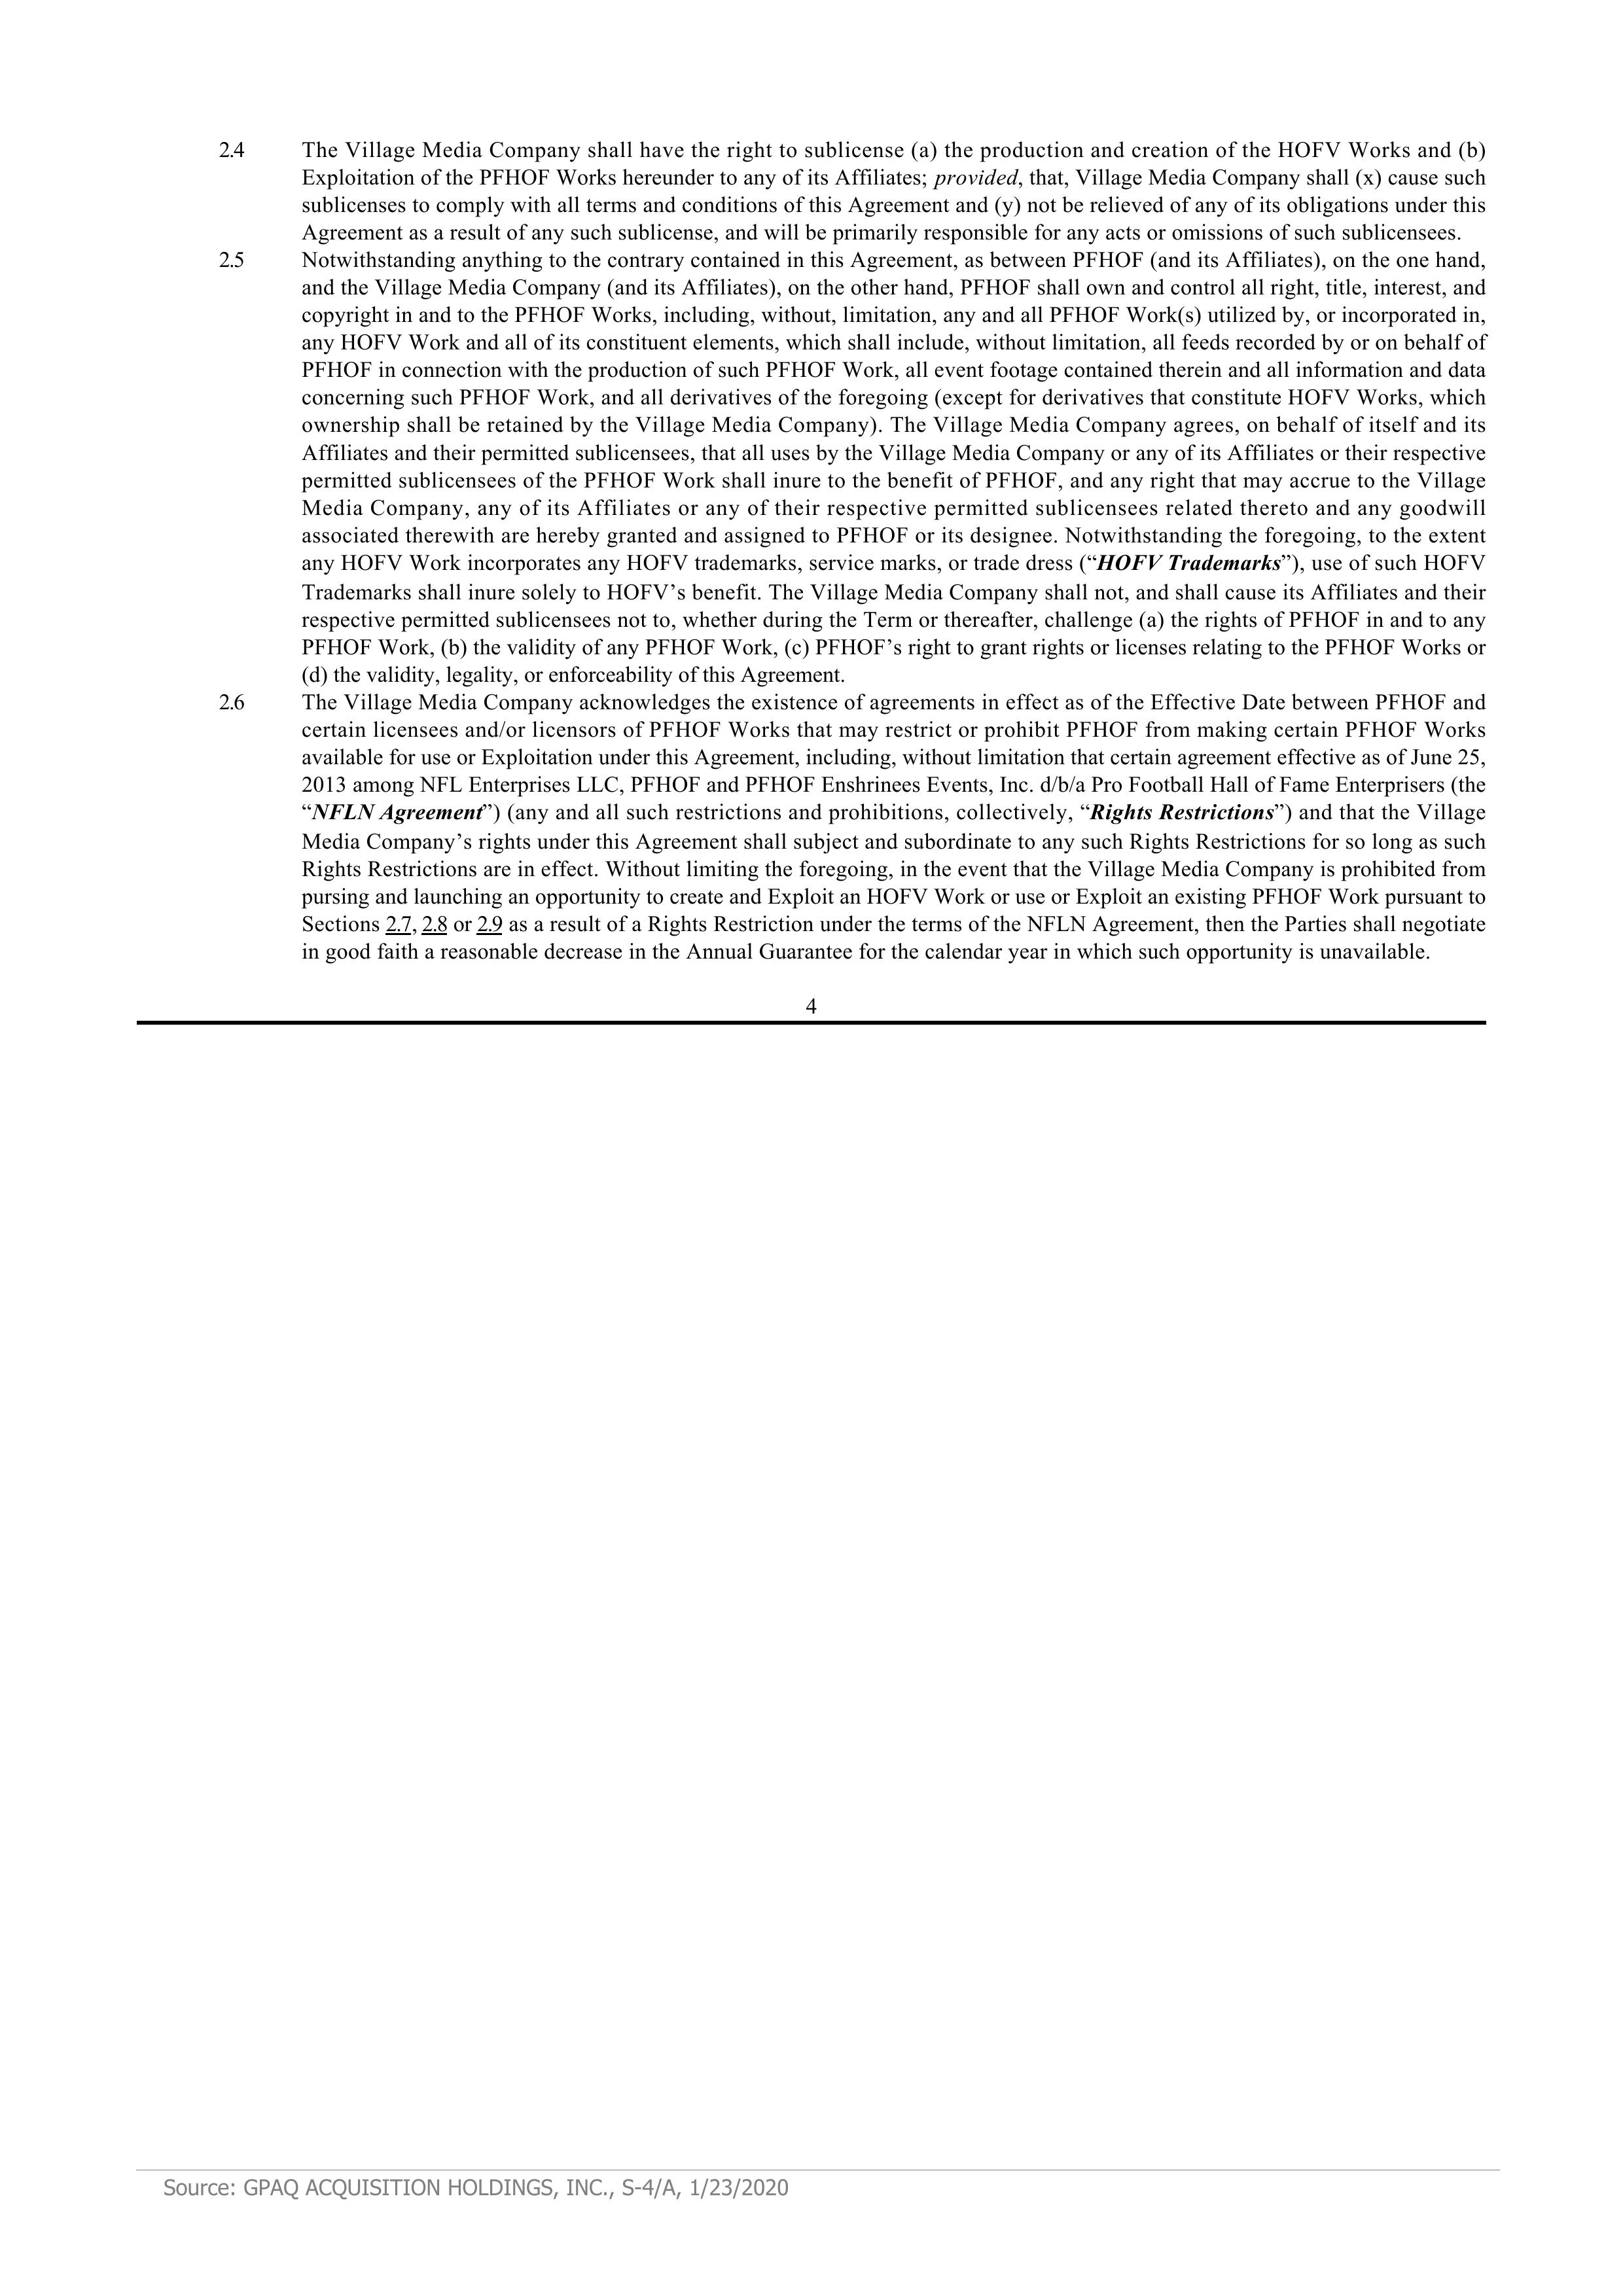 2.4 The Village Media Company shall have the right to sublicense (a) the production and creation of the HOFV Works and (b)
Exploitation of the PFHOF Works hereunder to any of its Affiliates; provided, that, Village Media Company shall (x) cause such
sublicenses to comply with all terms and conditions of this Agreement and (y) not be relieved of any of its obligations under this
Agreement as a result of any such sublicense, and will be primarily responsible for any acts or omissions of such sublicensees.
2.5 Notwithstanding anything to the contrary contained in this Agreement, as between PFHOF (and its Affiliates), on the one hand,
and the Village Media Company (and its Affiliates), on the other hand, PFHOF shall own and control all right, title, interest, and
copyright in and to the PFHOF Works, including, without, limitation, any and all PFHOF Work(s) utilized by, or incorporated in,
any HOFV Work and all of its constituent elements, which shall include, without limitation, all feeds recorded by or on behalf of
PFHOF in connection with the production of such PFHOF Work, all event footage contained therein and all information and data
concerning such PFHOF Work, and all derivatives of the foregoing (except for derivatives that constitute HOFV Works, which
ownership shall be retained by the Village Media Company). The Village Media Company agrees, on behalf of itself and its
Affiliates and their permitted sublicensees, that all uses by the Village Media Company or any of its Affiliates or their respective
permitted sublicensees of the PFHOF Work shall inure to the benefit of PFHOF, and any right that may accrue to the Village
Media Company, any of its Affiliates or any of their respective permitted sublicensees related thereto and any goodwill
associated therewith are hereby granted and assigned to PFHOF or its designee. Notwithstanding the foregoing, to the extent
any HOFV Work incorporates any HOFV trademarks, service marks, or trade dress (“HOFV Trademarks”), use of such HOFV
Trademarks shall inure solely to HOFV’s benefit. The Village Media Company shall not, and shall cause its Affiliates and their
respective permitted sublicensees not to, whether during the Term or thereafter, challenge (a) the rights of PFHOF in and to any
PFHOF Work, (b) the validity of any PFHOF Work, (c) PFHOF’s right to grant rights or licenses relating to the PFHOF Works or
(d) the validity, legality, or enforceability of this Agreement.
2.6 The Village Media Company acknowledges the existence of agreements in effect as of the Effective Date between PFHOF and
certain licensees and/or licensors of PFHOF Works that may restrict or prohibit PFHOF from making certain PFHOF Works
available for use or Exploitation under this Agreement, including, without limitation that certain agreement effective as of June 25,
2013 among NFL Enterprises LLC, PFHOF and PFHOF Enshrinees Events, Inc. d/b/a Pro Football Hall of Fame Enterprisers (the
“NFLN Agreement”) (any and all such restrictions and prohibitions, collectively, “Rights Restrictions”) and that the Village
Media Company’s rights under this Agreement shall subject and subordinate to any such Rights Restrictions for so long as such
Rights Restrictions are in effect. Without limiting the foregoing, in the event that the Village Media Company is prohibited from
pursing and launching an opportunity to create and Exploit an HOFV Work or use or Exploit an existing PFHOF Work pursuant to
Sections 2.7, 2.8 or 2.9 as a result of a Rights Restriction under the terms of the NFLN Agreement, then the Parties shall negotiate
in good faith a reasonable decrease in the Annual Guarantee for the calendar year in which such opportunity is unavailable.
4
Source: GPAQ ACQUISITION HOLDINGS, INC., S-4/A, 1/23/2020